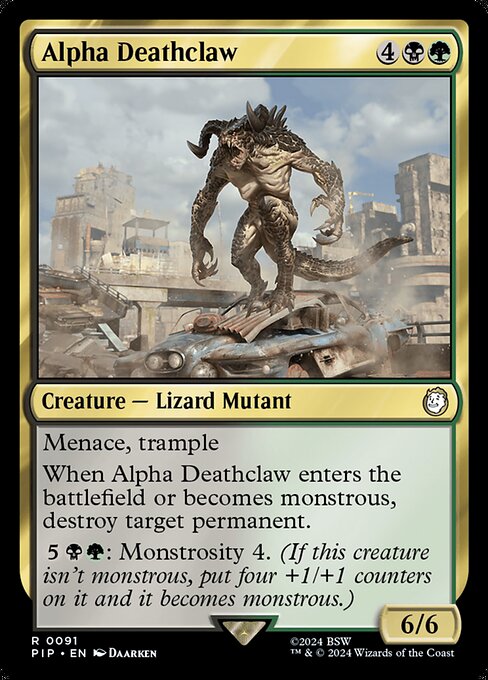 Alpha Deathclaw 4
Creature — Lizard Mutant
Menace, trample
When Alpha Deathclaw enters the
battlefield or becomes monstrous,
destroy target permanent.
5 : Monstrosity 4. (If this creature
isn't monstrous, put four +1/+1 counters
on it and it becomes monstrous.)
6/6
R 0091
PIP • EN DAARKEN
©2024 BSW
™ & © 2024 Wizards of the Coast